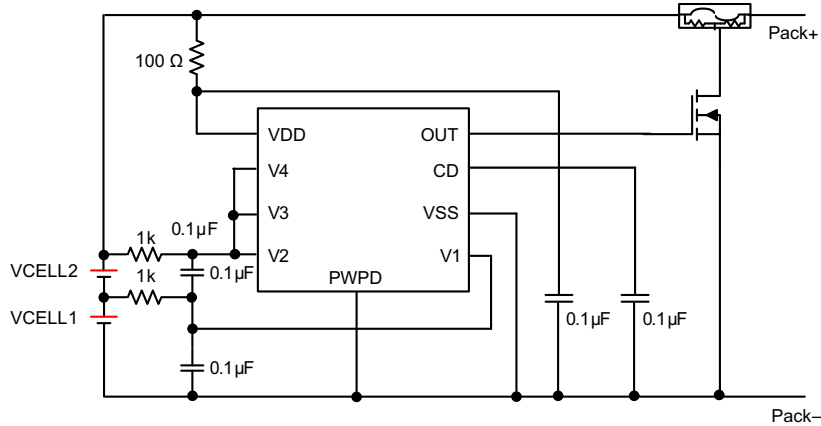 Pack+
100 Ω
VDD
OUT
V4
CD
V3
VSS
0.1µF
1k
V2
V1
VCELL2
0.1µF
1k
PWPD
VCELL1
0.1µF
0.1µF
0.1µF
Pack–